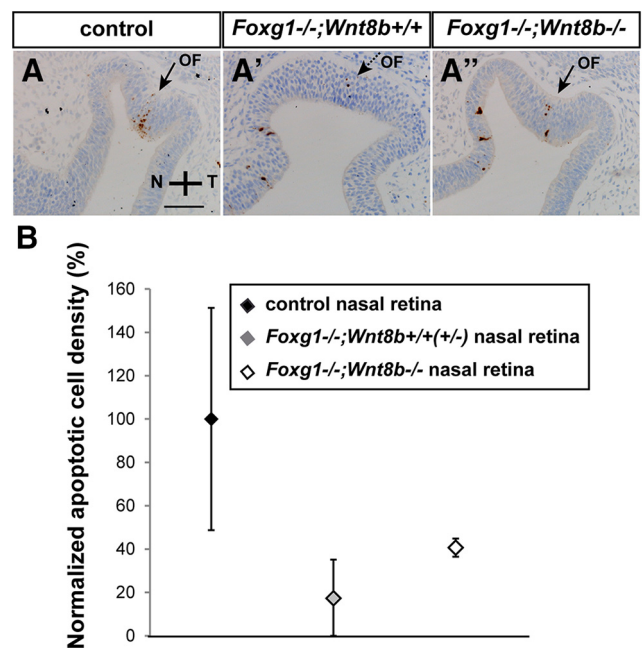 control
Foxg1-/-;Wnt8b+/+
Foxg1-/-;Wnt8b-/-
A
OF
N
T
A'
OF
A''
OF
B
Normalized apoptotic cell density (%)
160
140
120
100
80
60
40
20
0
control nasal retina
Foxg1-/-;Wnt8b+/+(+/-) nasal retina
Foxg1-/-;Wnt8b-/- nasal retina